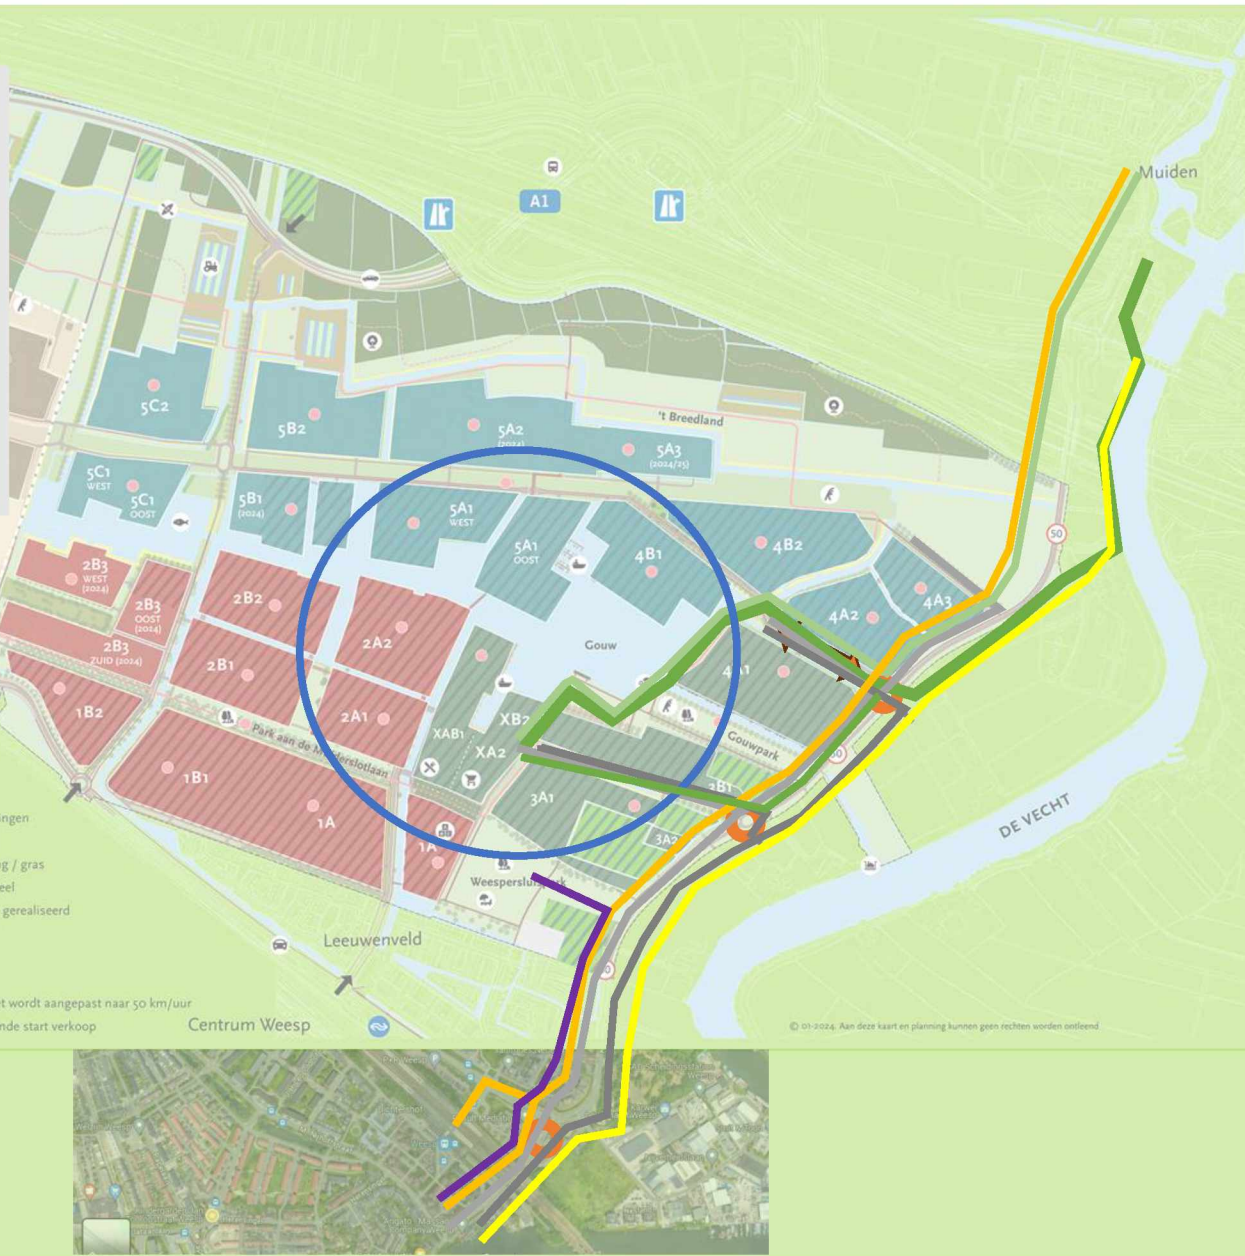 Muiden
A1
't Breedland
5C2
5B2
5A2
(2024)
5A3
(2024/25)
5C1
WEST
5C1
OOST
5B1
(2024)
5A1
WEST
5A1
OOST
4B1
4B2
50
2B3
WEST
(2024)
2B3
OOST
(2024)
2B3
ZUID (2024)
2B2
2A2
4A2
4A3
Gouw
2B1
2A1
1B2
XAB1
XB2
XA2
Gouwpark
Park aan de Muiderslotlaan
1B1
1A
3A1
3B1
3A2
1A
DE VECHT
Weespersluispark
Leeuwenveld
Centrum Weesp
ingen
g / gras
eel
gerealiseerd
t wordt aangepast naar 50 km/uur
nde start verkoop
© 01-2024. Aan deze kaart en planning kunnen geen rechten worden ontleend